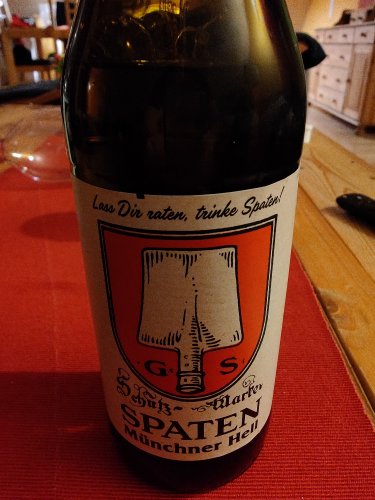 Lass Dir raten, trinke Spaten!
G. S.
Schutz- Marke.
SPATEN
Münchner Hell